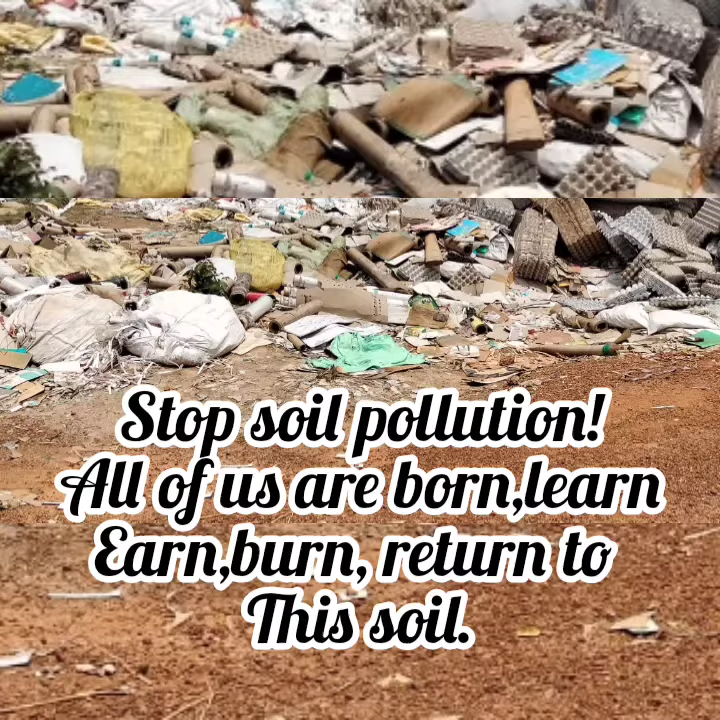 Stop soil pollution!
All of us are born,learn
Earn,burn, return to
This soil.